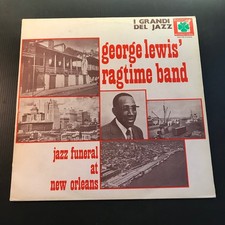 I GRANDI
DEL JAZZ
george lewis'
ragtime band
jazz funeral
at
new orleans